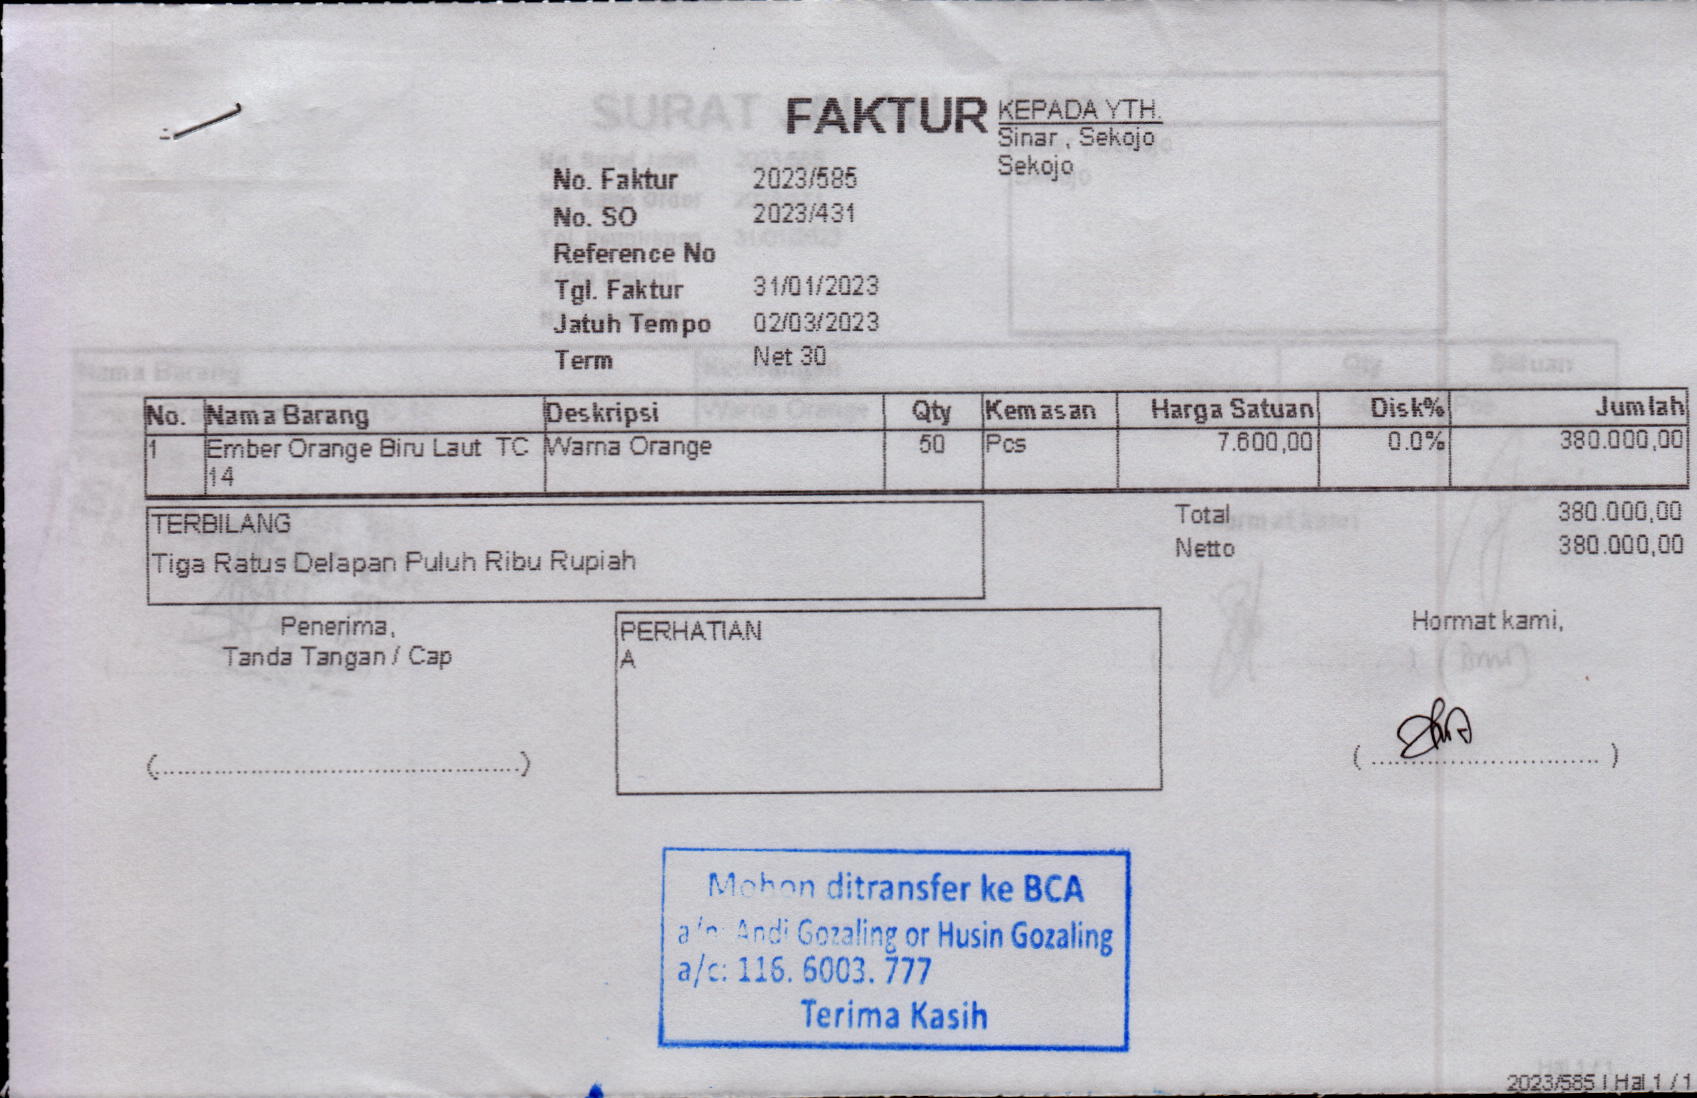 FAKTUR
KEPADA YTH.
Sinar , Sekojo
Sekojo
No. Faktur 2023/585
No. SO 2023/431
Reference No
Tgl. Faktur 31/01/2023
Jatuh Tempo 02/03/2023
Term Net 30
No. Nama Barang Deskripsi Qty Kemasan Harga Satuan Disk% Jumlah
1 Ember Orange Biru Laut TC Warna Orange 50 Pcs 7.600,00 0.0% 380.000,00
14
TERBILANG
Tiga Ratus Delapan Puluh Ribu Rupiah
Total 380.000,00
Netto 380.000,00
Penerima,
Tanda Tangan / Cap
(..............................................)
PERHATIAN
A
Hormat kami,
( ............................. )
Mohon ditransfer ke BCA
a/n: Andi Gozaling or Husin Gozaling
a/c: 116. 6003. 777
Terima Kasih
2023/585 | Hal 1 / 1